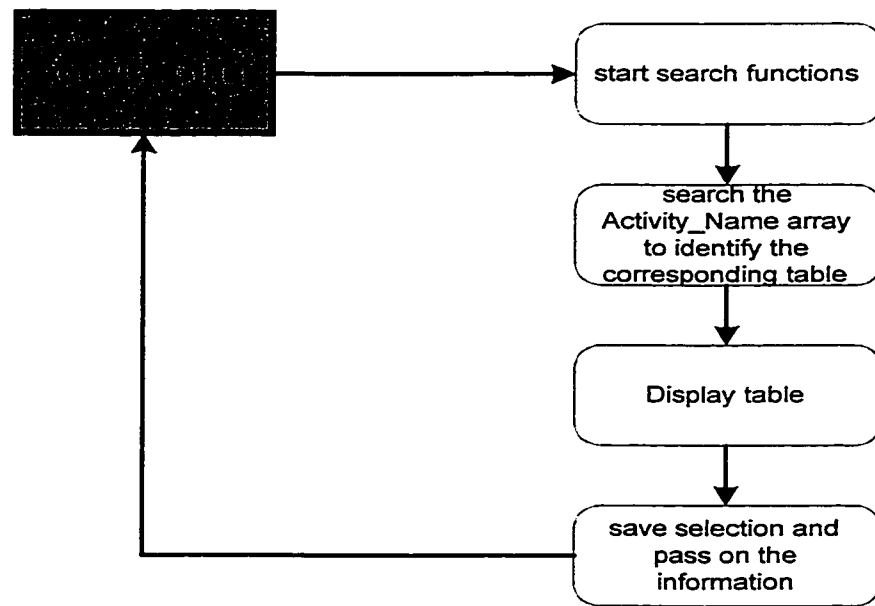 start search functions
search the
Activity_Name array
to identify the
corresponding table
Display table
save selection and
pass on the
information